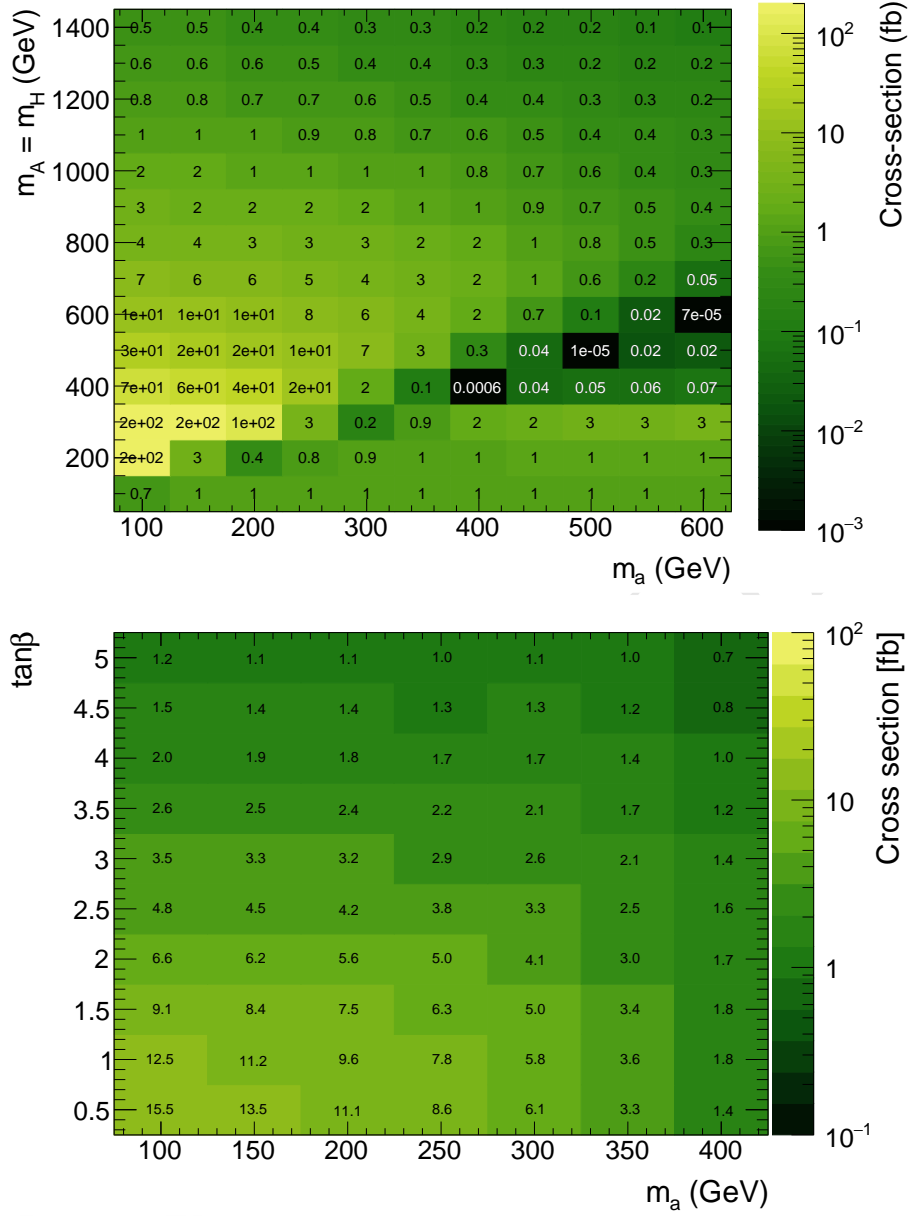 m_A = m_H (GeV)
Cross-section (fb)
1400 0.5 0.5 0.4 0.4 0.3 0.3 0.2 0.2 0.2 0.1 0.1
0.6 0.6 0.6 0.5 0.4 0.4 0.3 0.3 0.2 0.2 0.2
1200 0.8 0.8 0.7 0.7 0.6 0.5 0.4 0.4 0.3 0.3 0.2
1 1 1 0.9 0.8 0.7 0.6 0.5 0.4 0.4 0.3
1000 2 2 1 1 1 1 0.8 0.7 0.6 0.4 0.3
3 2 2 2 2 1 1 0.9 0.7 0.5 0.4
800 4 4 3 3 3 2 2 1 0.8 0.5 0.3
7 6 6 5 4 3 2 1 0.6 0.2 0.05
600 1e+01 1e+01 1e+01 8 6 4 2 0.7 0.1 0.02 7e-05
3e+01 2e+01 2e+01 1e+01 7 3 0.3 0.04 1e-05 0.02 0.02
400 7e+01 6e+01 4e+01 2e+01 2 0.1 0.0006 0.04 0.05 0.06 0.07
2e+02 2e+02 1e+02 3 0.2 0.9 2 2 3 3 3
200 2e+02 3 0.4 0.8 0.9 1 1 1 1 1 1
0.7 1 1 1 1 1 1 1 1 1 1
100 200 300 400 500 600
m_a (GeV)
10²
10
1
10⁻¹
10⁻²
10⁻³
tanβ
Cross section [fb]
5 1.2 1.1 1.1 1.0 1.1 1.0 0.7
4.5 1.5 1.4 1.4 1.3 1.3 1.2 0.8
4 2.0 1.9 1.8 1.7 1.7 1.4 1.0
3.5 2.6 2.5 2.4 2.2 2.1 1.7 1.2
3 3.5 3.3 3.2 2.9 2.6 2.1 1.4
2.5 4.8 4.5 4.2 3.8 3.3 2.5 1.6
2 6.6 6.2 5.6 5.0 4.1 3.0 1.7
1.5 9.1 8.4 7.5 6.3 5.0 3.4 1.8
1 12.5 11.2 9.6 7.8 5.8 3.6 1.8
0.5 15.5 13.5 11.1 8.6 6.1 3.3 1.4
100 150 200 250 300 350 400
m_a (GeV)
10²
10
1
10⁻¹